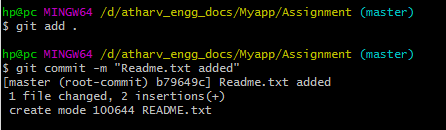 hp@pc MINGW64 /d/atharv_engg_docs/Myapp/Assignment (master)
$ git add .

hp@pc MINGW64 /d/atharv_engg_docs/Myapp/Assignment (master)
$ git commit -m "Readme.txt added"
[master (root-commit) b79649c] Readme.txt added
 1 file changed, 2 insertions(+)
 create mode 100644 README.txt